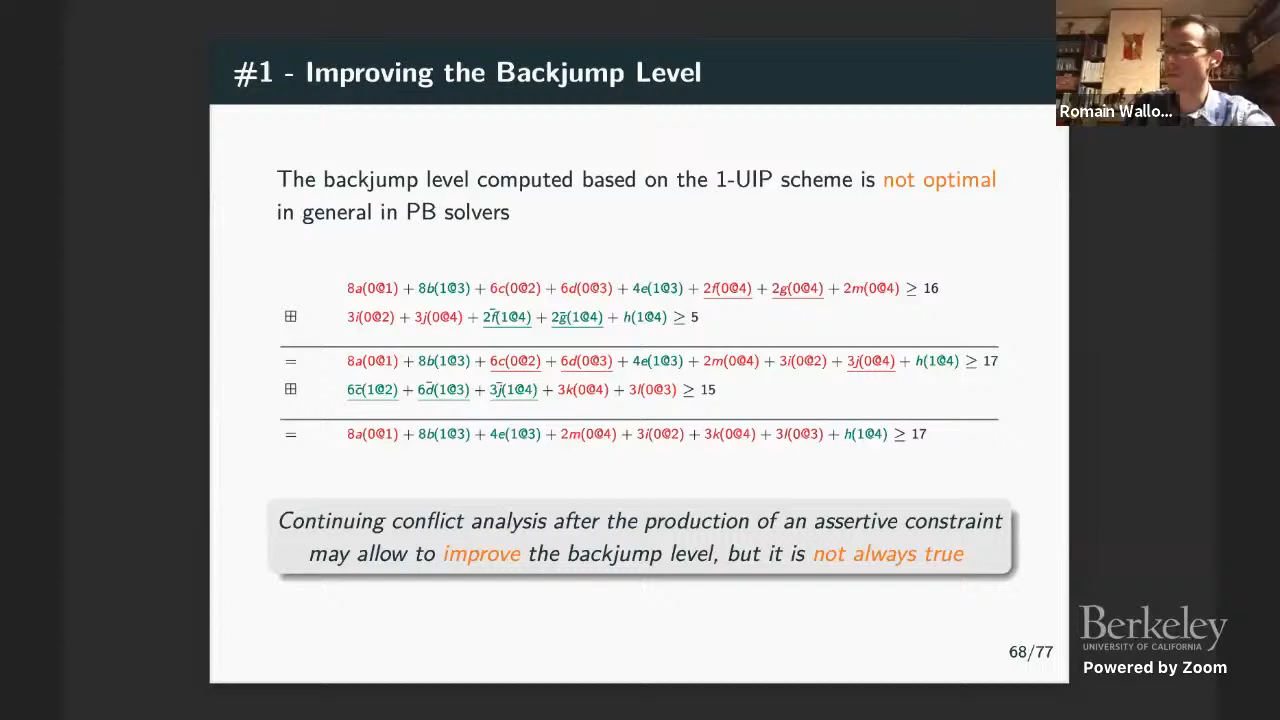 #1 - Improving the Backjump Level
Romain Wallo...
The backjump level computed based on the 1-UIP scheme is not optimal
in general in PB solvers
8a(0@1) + 8b(1@3) + 6c(0@2) + 6d(0@3) + 4e(1@3) + 2f(0@4) + 2g(0@4) + 2m(0@4) ≥ 16
⊞ 3i(0@2) + 3j(0@4) + 2f̄(1@4) + 2ḡ(1@4) + h(1@4) ≥ 5
= 8a(0@1) + 8b(1@3) + 6c(0@2) + 6d(0@3) + 4e(1@3) + 2m(0@4) + 3i(0@2) + 3j(0@4) + h(1@4) ≥ 17
⊞ 6c̄(1@2) + 6d̄(1@3) + 3j̄(1@4) + 3k(0@4) + 3l(0@3) ≥ 15
= 8a(0@1) + 8b(1@3) + 4e(1@3) + 2m(0@4) + 3i(0@2) + 3k(0@4) + 3l(0@3) + h(1@4) ≥ 17
Continuing conflict analysis after the production of an assertive constraint
may allow to improve the backjump level, but it is not always true
68/77
Berkeley
UNIVERSITY OF CALIFORNIA
Powered by Zoom